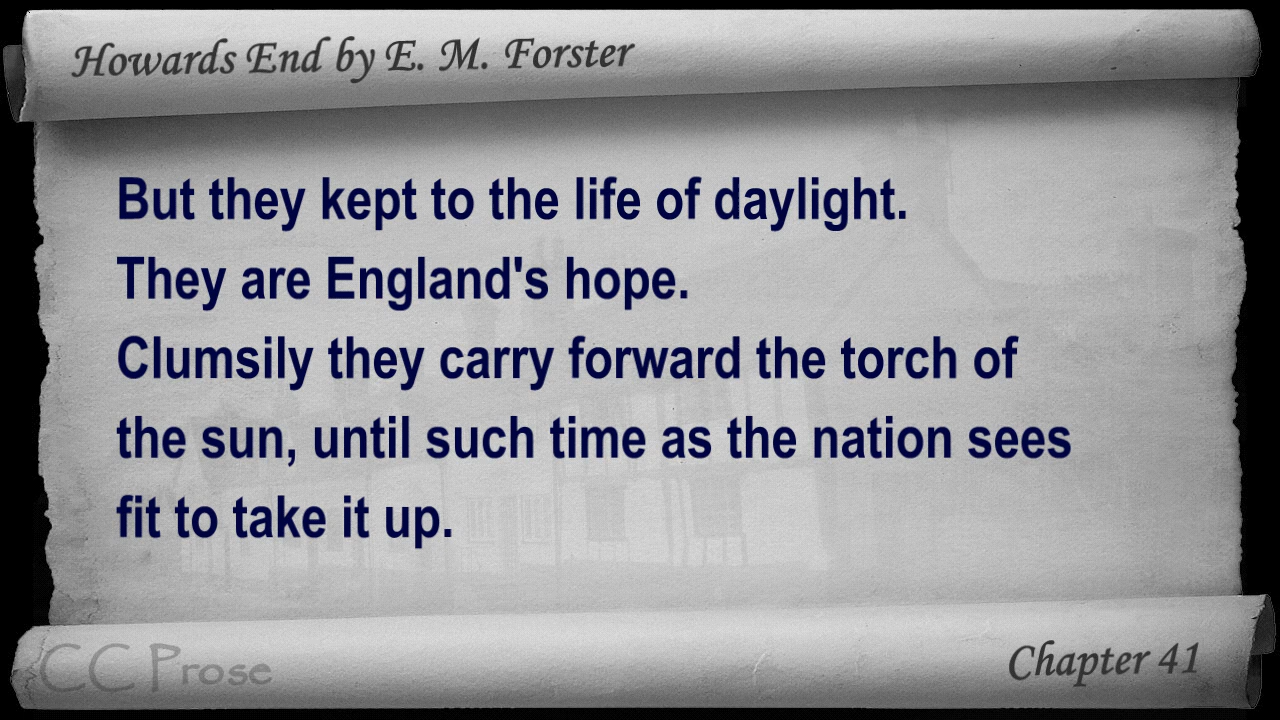 Howards End by E. M. Forster
But they kept to the life of daylight.
They are England's hope.
Clumsily they carry forward the torch of
the sun, until such time as the nation sees
fit to take it up.
CC Prose
Chapter 41